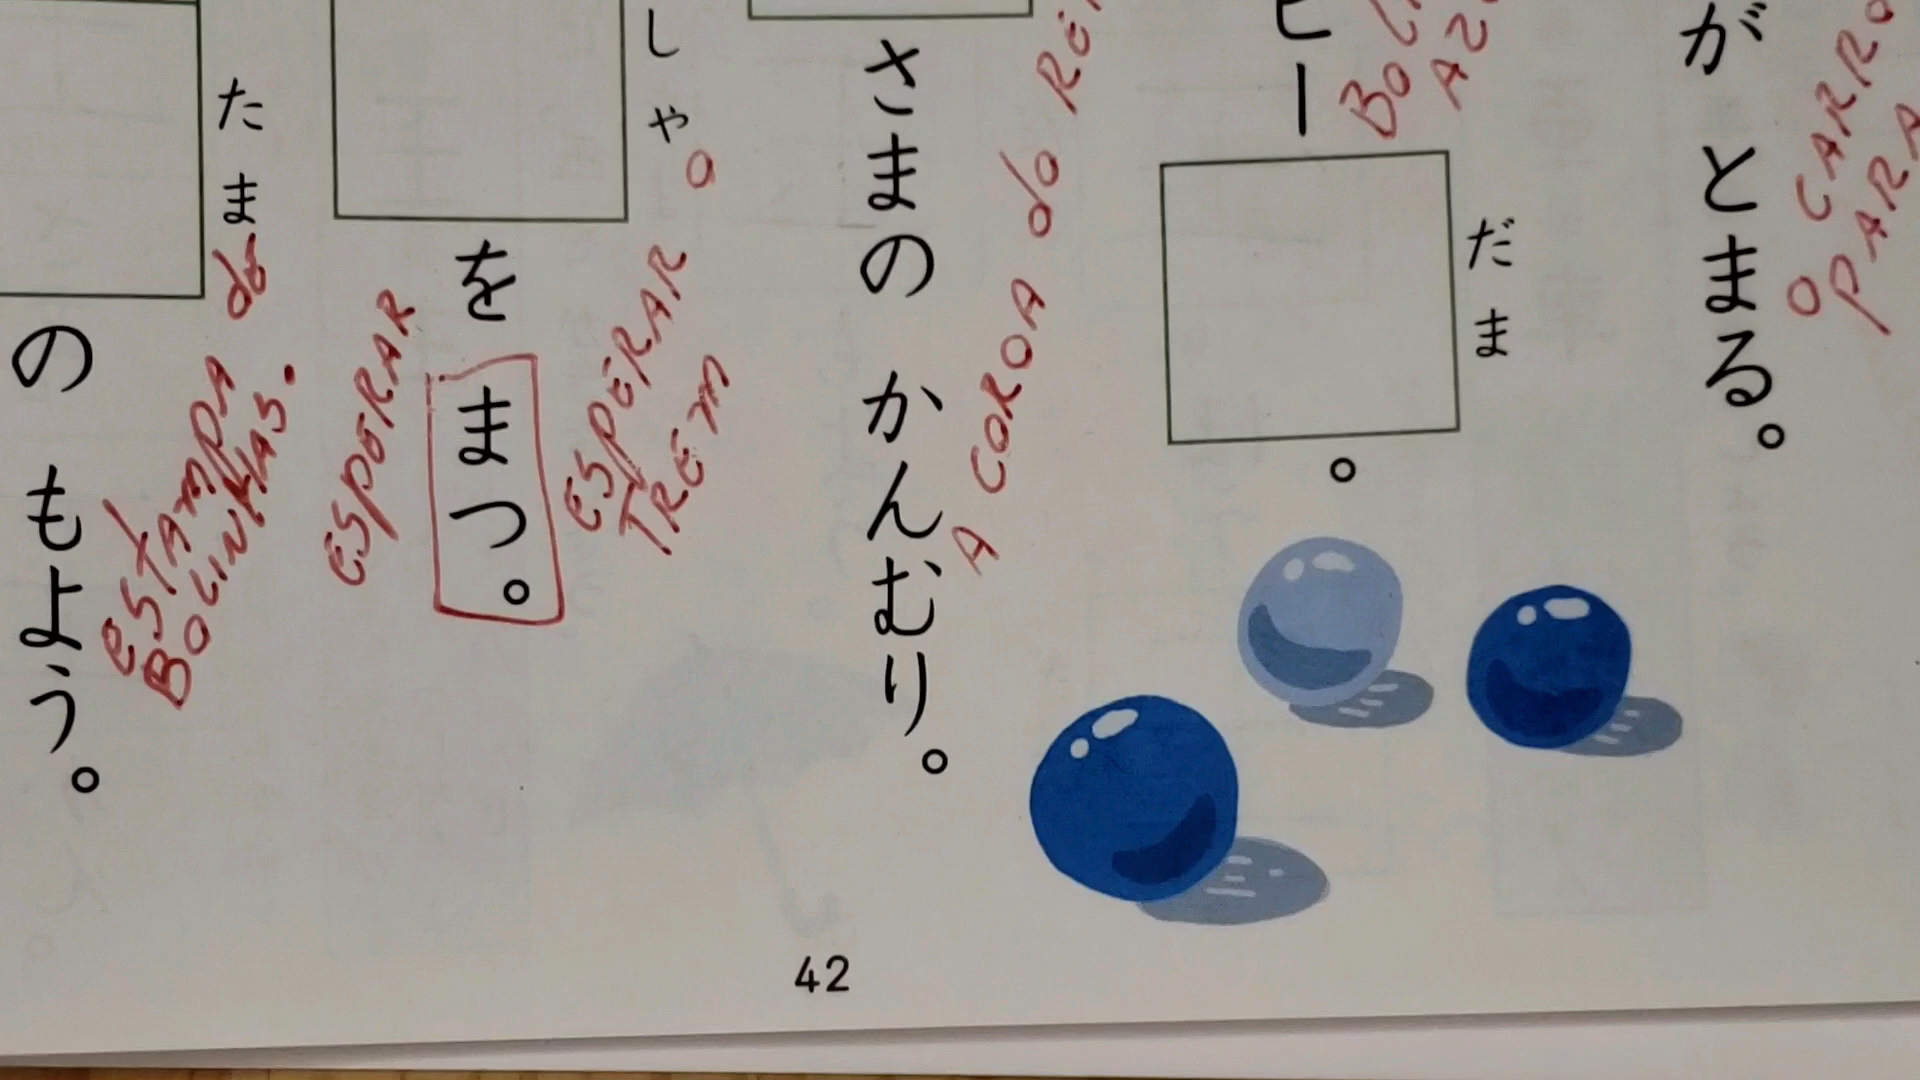 が とまる。
O CARRO
PARA
ビー
だま
。
さまの かんむり。
A COROA do REI
しゃ
を まつ。
ESPERAR o
TREM
ESPERAR
たま
の もよう。
ESTAMPA de
BOLINHAS.
42